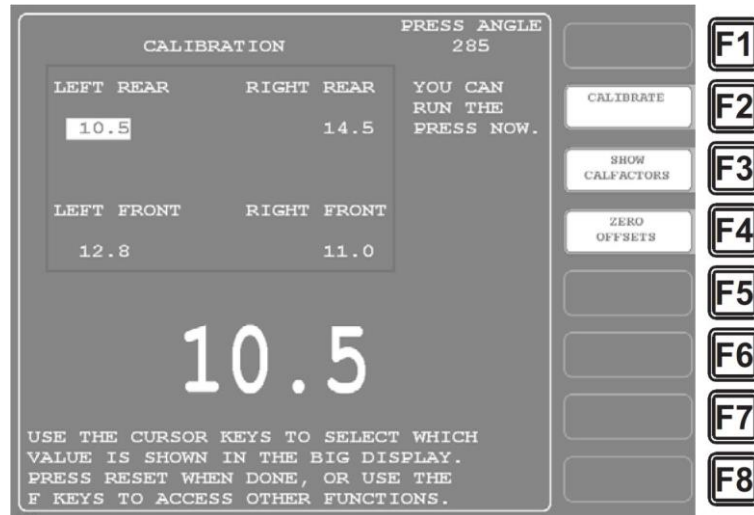 CALIBRATION
PRESS ANGLE
285
LEFT REAR
RIGHT REAR
10.5
14.5
LEFT FRONT
RIGHT FRONT
12.8
11.0
YOU CAN
RUN THE
PRESS NOW.
10.5
USE THE CURSOR KEYS TO SELECT WHICH
VALUE IS SHOWN IN THE BIG DISPLAY.
PRESS RESET WHEN DONE, OR USE THE
F KEYS TO ACCESS OTHER FUNCTIONS.
F1
CALIBRATE
F2
SHOW
CALFACTORS
F3
ZERO
OFFSETS
F4
F5
F6
F7
F8